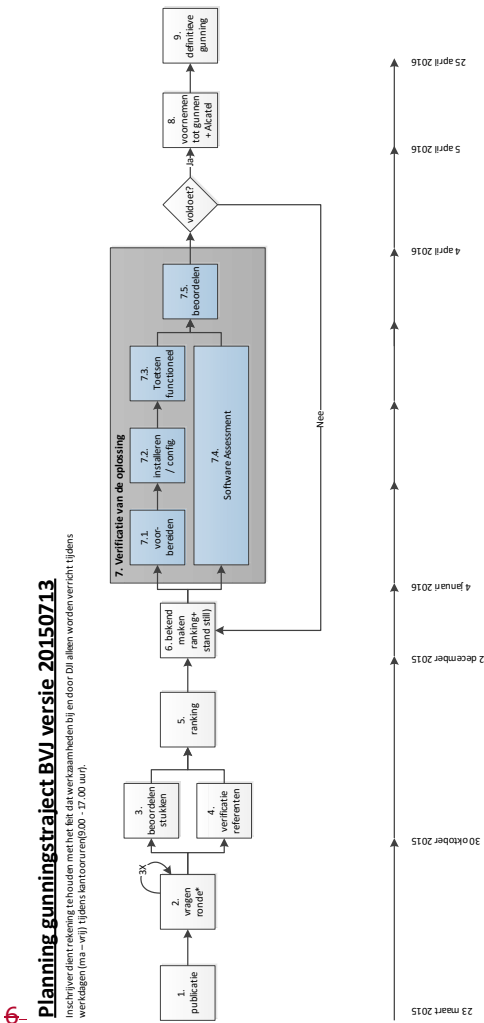 6
Planning gunningstraject BVJ versie 20150713
Inschrijver dient rekening te houden met het feit dat werkzaamheden bij en door DJI alleen worden verricht tijdens
werkdagen (ma – vrij) tijdens kantooruren(9.00 - 17.00 uur).
1.
publicatie
2.
vragen
ronde*
3X
3.
beoordelen
stukken
4.
verificatie
referenten
5.
ranking
6. bekend
maken
ranking+
stand still)
7. Verificatie van de oplossing
7.1.
voor-
bereiden
7.2.
installeren
/ config.
7.3.
Toetsen
functioneel
7.4.
Software Assessment
7.5.
beoordelen
voldoet?
Ja
Nee
8.
voornemen
tot gunnen
+ Alcatel
9.
definitieve
gunning
23 maart 2015
30 oktober 2015
2 december 2015
4 januari 2016
4 april 2016
5 april 2016
25 april 2016